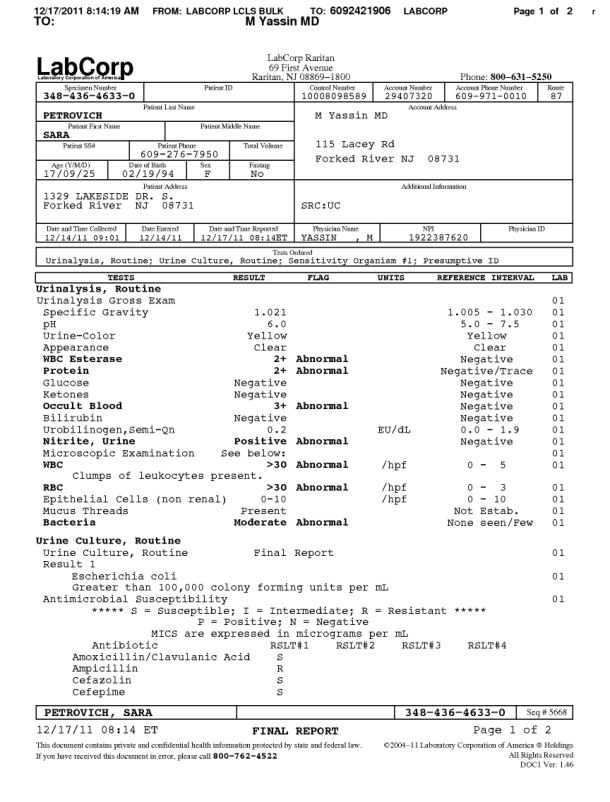 12/17/2011 8:14:19 AM FROM: LABCORP LCLS BULK TO: 6092421906 LABCORP Page 1 of 2 r
TO: M Yassin MD
LabCorp
Laboratory Corporation of America
LabCorp Raritan
69 First Avenue
Raritan, NJ 08869-1800 Phone: 800-631-5250
Specimen Number Patient ID Control Number Account Number Account Phone Number Route
348-436-4633-0 10008098589 29407320 609-971-0010 87
Patient Last Name Account Address
PETROVICH M Yassin MD
Patient First Name Patient Middle Name
SARA
Patient SS# Patient Phone Total Volume 115 Lacey Rd
609-276-7950 Forked River NJ 08731
Age (Y/M/D) Date of Birth Sex Fasting
17/09/25 02/19/94 F No
Patient Address Additional Information
1329 LAKESIDE DR. S.
Forked River NJ 08731 SRC:UC
Date and Time Collected Date Entered Date and Time Reported Physician Name NPI Physician ID
12/14/11 09:01 12/14/11 12/17/11 08:14ET YASSIN , M 1922387620
Tests Ordered
Urinalysis, Routine; Urine Culture, Routine; Sensitivity Organism #1; Presumptive ID
TESTS RESULT FLAG UNITS REFERENCE INTERVAL LAB
Urinalysis, Routine
Urinalysis Gross Exam 01
Specific Gravity 1.021 1.005 - 1.030 01
pH 6.0 5.0 - 7.5 01
Urine-Color Yellow Yellow 01
Appearance Clear Clear 01
WBC Esterase 2+ Abnormal Negative 01
Protein 2+ Abnormal Negative/Trace 01
Glucose Negative Negative 01
Ketones Negative Negative 01
Occult Blood 3+ Abnormal Negative 01
Bilirubin Negative Negative 01
Urobilinogen,Semi-Qn 0.2 EU/dL 0.0 - 1.9 01
Nitrite, Urine Positive Abnormal Negative 01
Microscopic Examination See below: 01
WBC >30 Abnormal /hpf 0 - 5 01
Clumps of leukocytes present.
RBC >30 Abnormal /hpf 0 - 3 01
Epithelial Cells (non renal) 0-10 /hpf 0 - 10 01
Mucus Threads Present Not Estab. 01
Bacteria Moderate Abnormal None seen/Few 01
Urine Culture, Routine
Urine Culture, Routine Final Report 01
Result 1
Escherichia coli 01
Greater than 100,000 colony forming units per mL
Antimicrobial Susceptibility 01
***** S = Susceptible; I = Intermediate; R = Resistant *****
P = Positive; N = Negative
MICS are expressed in micrograms per mL
Antibiotic RSLT#1 RSLT#2 RSLT#3 RSLT#4
Amoxicillin/Clavulanic Acid S
Ampicillin R
Cefazolin S
Cefepime S
PETROVICH, SARA 348-436-4633-0 Seq # 5668
12/17/11 08:14 ET FINAL REPORT Page 1 of 2
This document contains private and confidential health information protected by state and federal law. ©2004-11 Laboratory Corporation of America ® Holdings
If you have received this document in error, please call 800-762-4522 All Rights Reserved
DOC1 Ver: 1.46